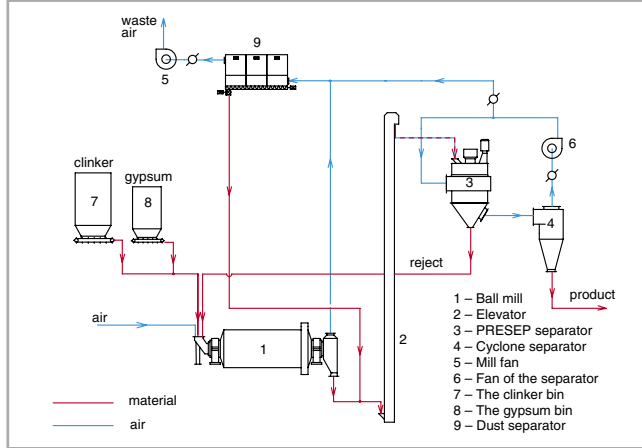 waste
air
9
5
6
clinker
gypsum
3
7
8
4
reject
product
air
1
2
1 – Ball mill
2 – Elevator
3 – PRESEP separator
4 – Cyclone separator
5 – Mill fan
6 – Fan of the separator
7 – The clinker bin
8 – The gypsum bin
9 – Dust separator
material
air